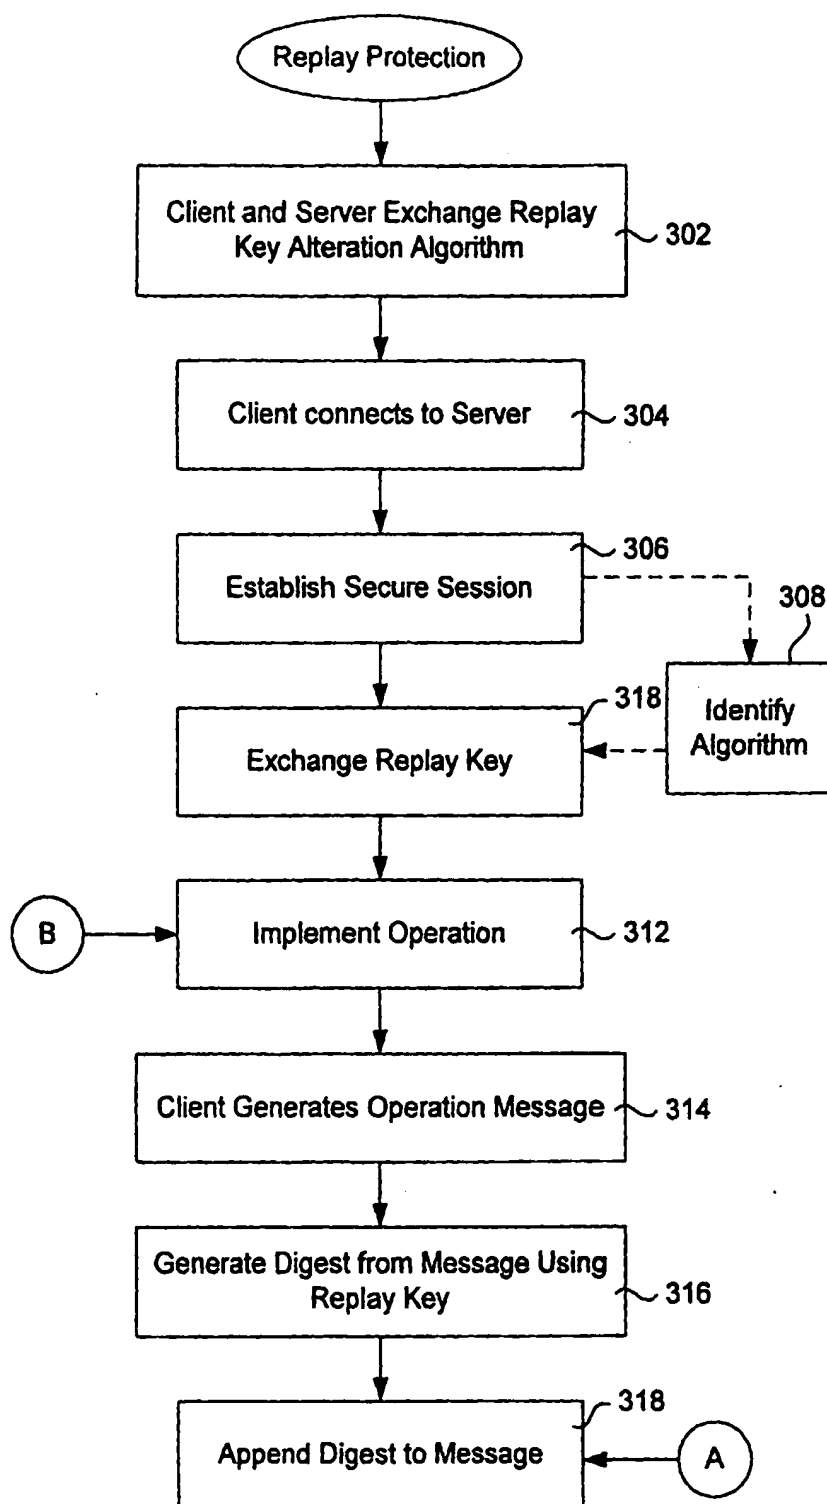 Replay Protection
Client and Server Exchange Replay
Key Alteration Algorithm
302
Client connects to Server
304
306
Establish Secure Session
308
Identify
Algorithm
318
Exchange Replay Key
B
Implement Operation
312
Client Generates Operation Message
314
Generate Digest from Message Using
Replay Key
316
318
Append Digest to Message
A